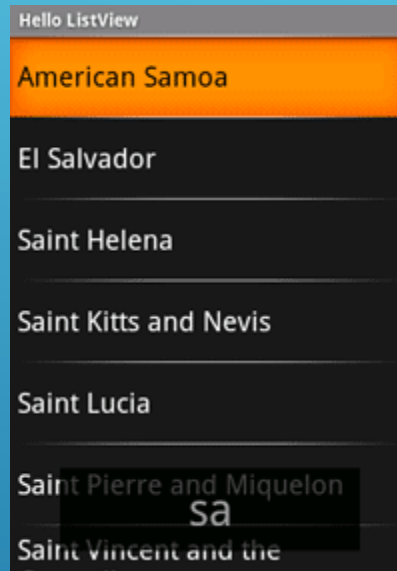 Hello ListView
American Samoa
El Salvador
Saint Helena
Saint Kitts and Nevis
Saint Lucia
Saint Pierre and Miquelon
sa
Saint Vincent and the